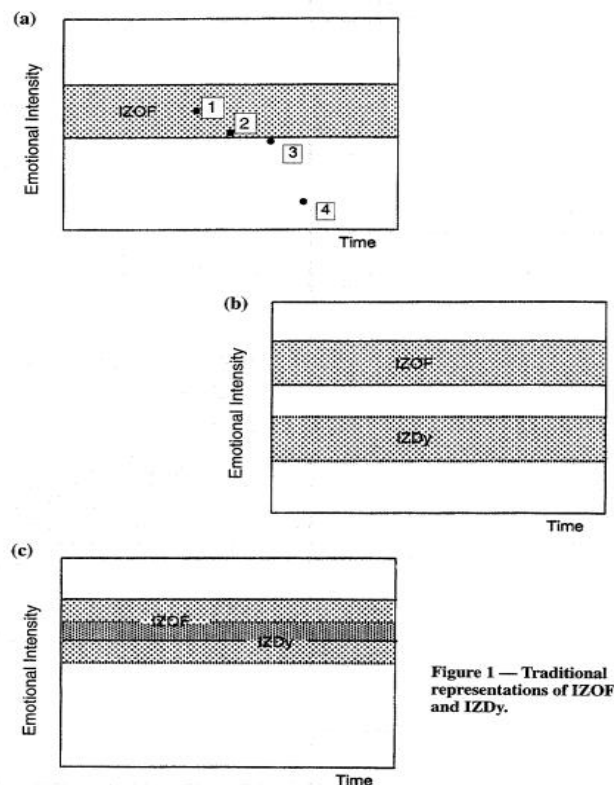 (a)
Emotional Intensity
IZOF
1
2
3
4
Time
(b)
Emotional Intensity
IZOF
IZDy
Time
(c)
Emotional Intensity
IZOF
IZDy
Time
Figure 1 — Traditional
representations of IZOF
and IZDy.